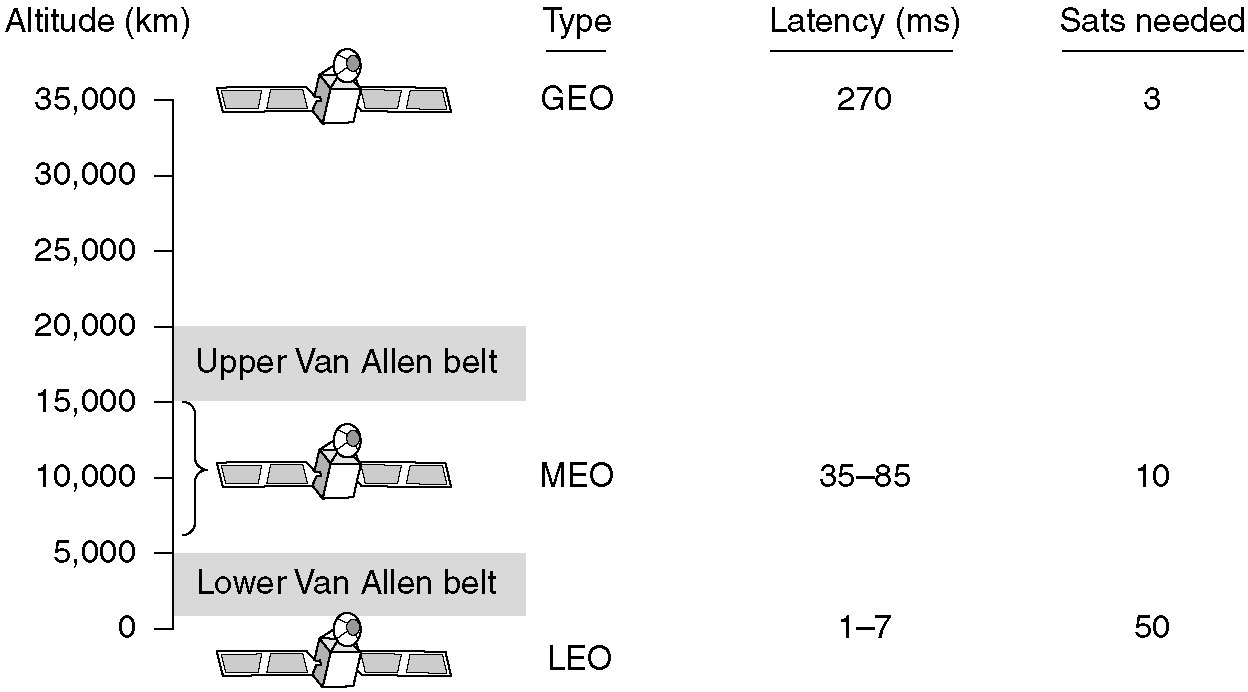 Altitude (km) Type Latency (ms) Sats needed
35,000 GEO 270 3
30,000
25,000
20,000
Upper Van Allen belt
15,000
10,000 MEO 35–85 10
5,000
Lower Van Allen belt
0 1–7 50
LEO